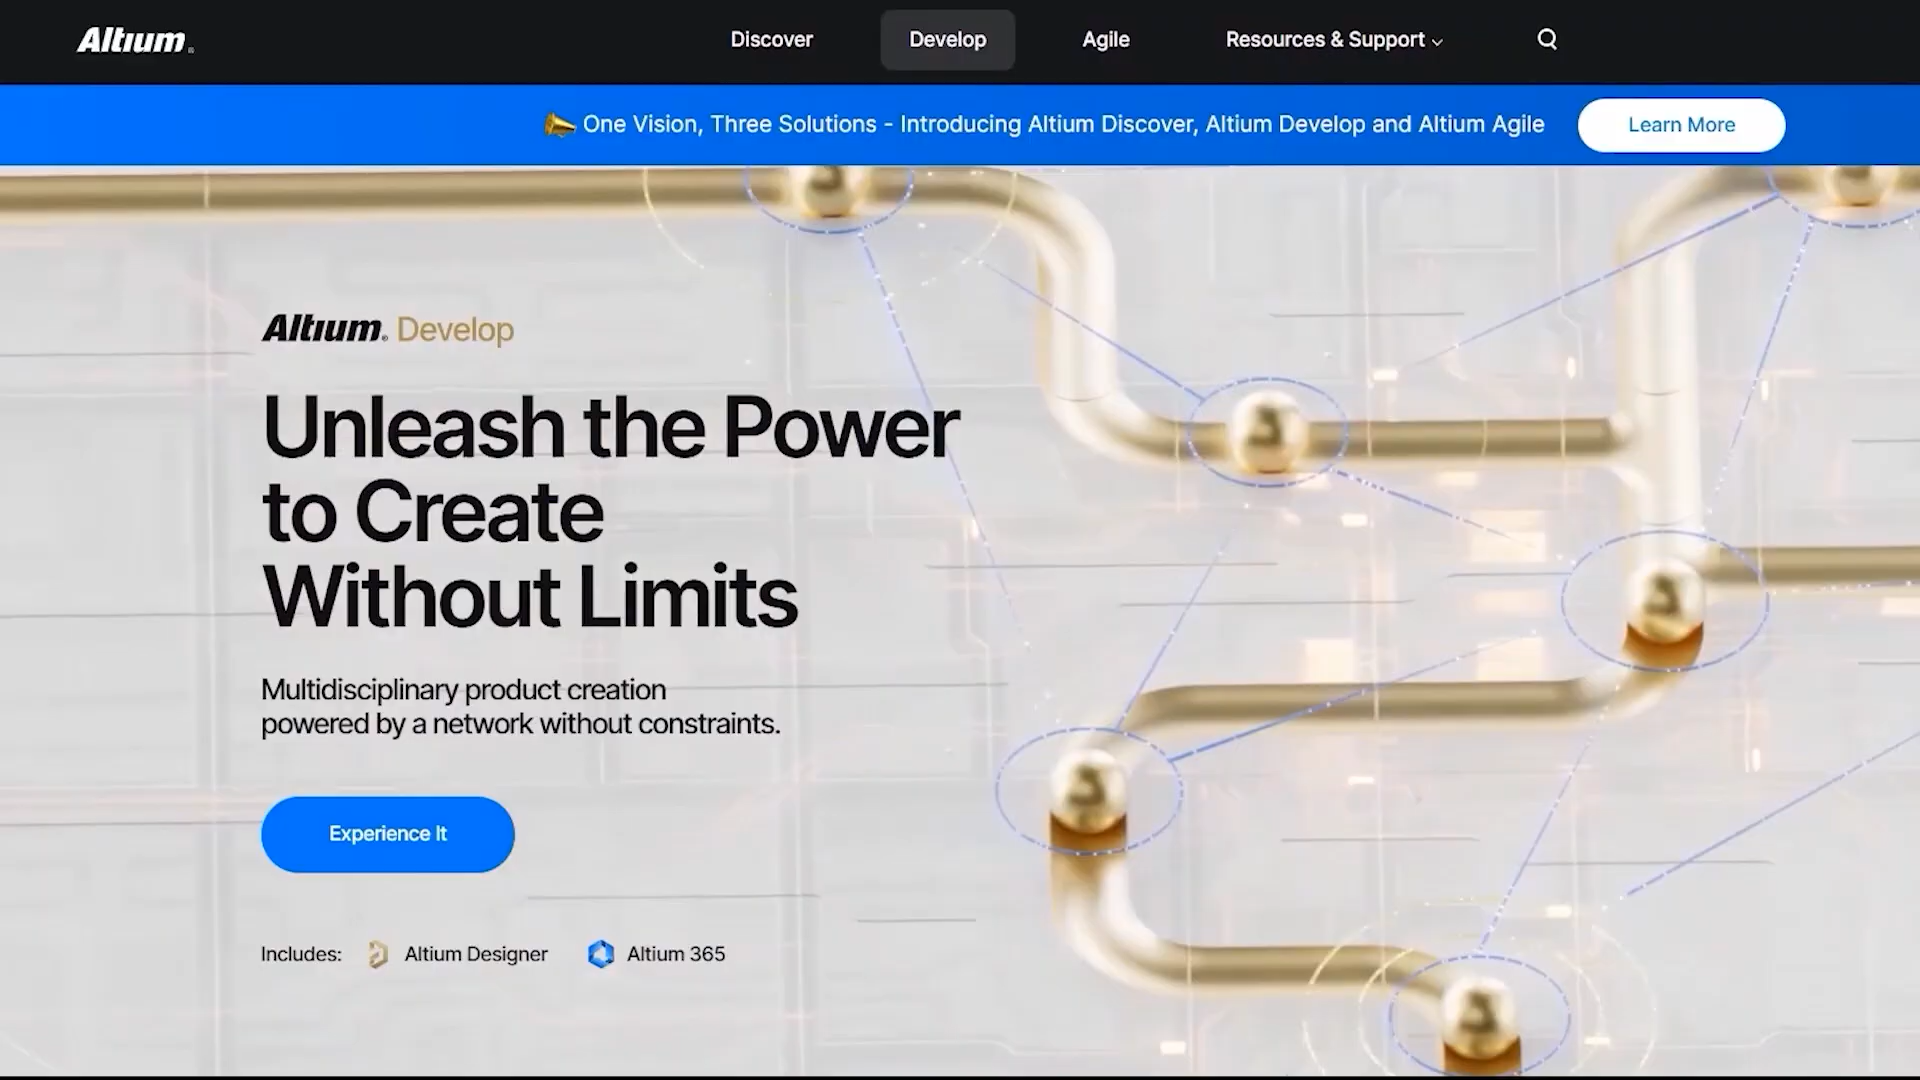 Altium
Discover
Develop
Agile
Resources & Support
One Vision, Three Solutions - Introducing Altium Discover, Altium Develop and Altium Agile
Learn More
Altium Develop
Unleash the Power
to Create
Without Limits
Multidisciplinary product creation
powered by a network without constraints.
Experience It
Includes: Altium Designer Altium 365